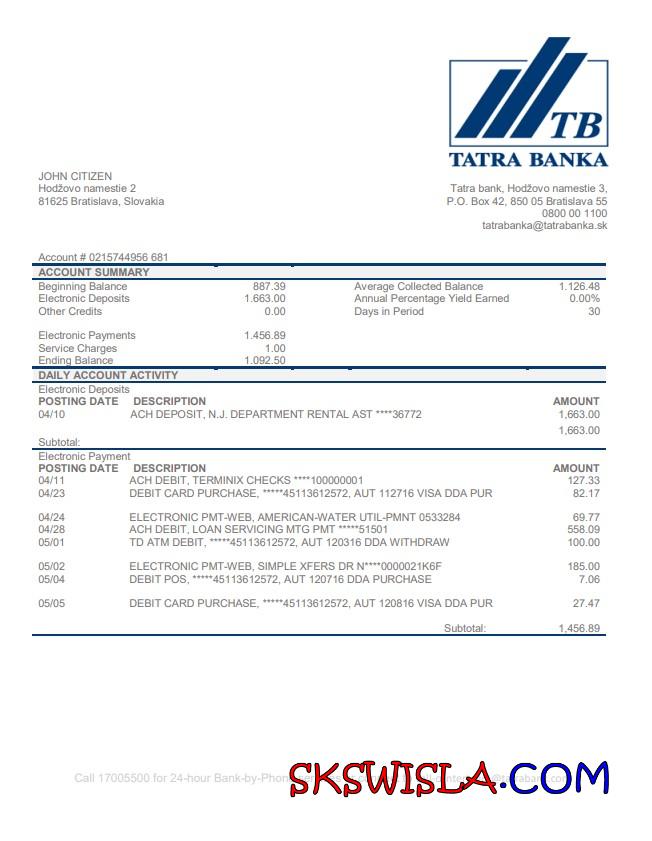 TB
TATRA BANKA
JOHN CITIZEN
Hodžovo namestie 2
81625 Bratislava, Slovakia
Tatra bank, Hodžovo namestie 3,
P.O. Box 42, 850 05 Bratislava 55
0800 00 1100
tatrabanka@tatrabanka.sk
Account # 0215744956 681
ACCOUNT SUMMARY
Beginning Balance 887.39 Average Collected Balance 1.126.48
Electronic Deposits 1.663.00 Annual Percentage Yield Earned 0.00%
Other Credits 0.00 Days in Period 30
Electronic Payments 1.456.89
Service Charges 1.00
Ending Balance 1.092.50
DAILY ACCOUNT ACTIVITY
Electronic Deposits
POSTING DATE DESCRIPTION AMOUNT
04/10 ACH DEPOSIT, N.J. DEPARTMENT RENTAL AST ****36772 1,663.00
1,663.00
Subtotal:
Electronic Payment
POSTING DATE DESCRIPTION AMOUNT
04/11 ACH DEBIT, TERMINIX CHECKS ****100000001 127.33
04/23 DEBIT CARD PURCHASE, *****45113612572, AUT 112716 VISA DDA PUR 82.17
04/24 ELECTRONIC PMT-WEB, AMERICAN-WATER UTIL-PMNT 0533284 69.77
04/28 ACH DEBIT, LOAN SERVICING MTG PMT *****51501 558.09
05/01 TD ATM DEBIT, *****45113612572, AUT 120316 DDA WITHDRAW 100.00
05/02 ELECTRONIC PMT-WEB, SIMPLE XFERS DR N****0000021K6F 185.00
05/04 DEBIT POS, *****45113612572, AUT 120716 DDA PURCHASE 7.06
05/05 DEBIT CARD PURCHASE, *****45113612572, AUT 120816 VISA DDA PUR 27.47
Subtotal: 1,456.89
Call 17005500 for 24-hour Bank-by-Phone
SKSWISLA.COM